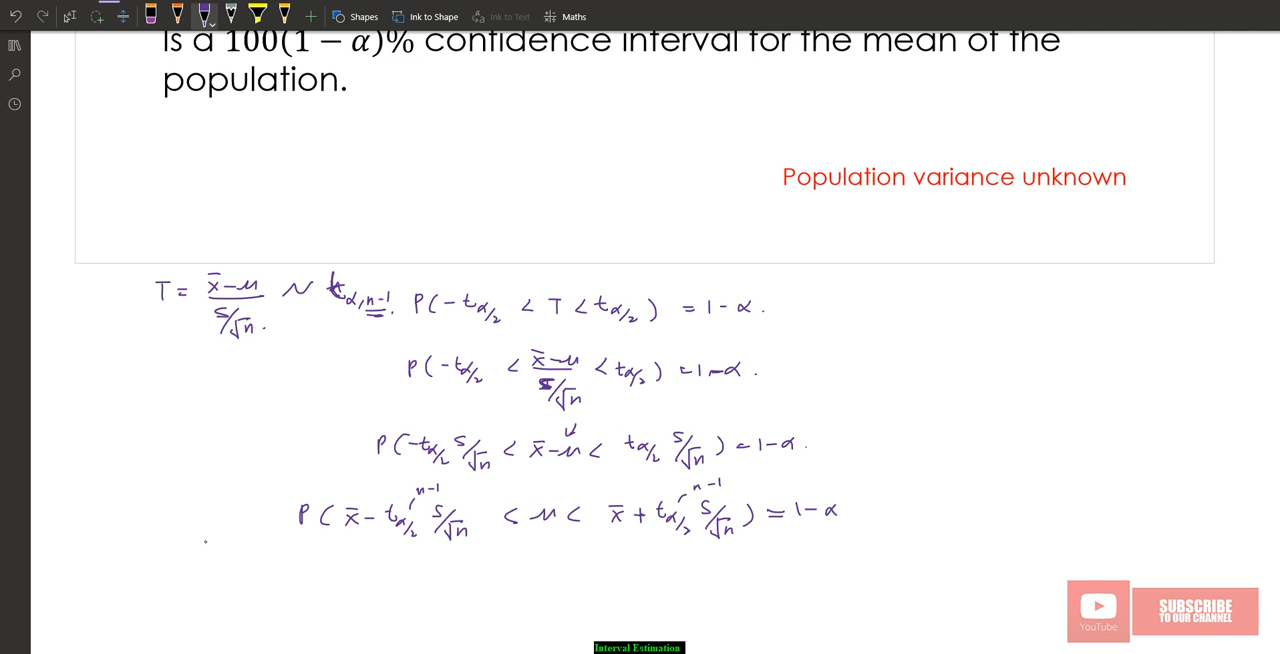 Shapes Ink to Shape Ink to Text Maths
Is a 100(1 − α)% confidence interval for the mean of the
population.
Population variance unknown
T = (x̄ − μ) / (s/√n) ~ t_{α, n−1}. P(−t_{α/2} < T < t_{α/2}) = 1 − α.
P(−t_{α/2} < (x̄ − μ) / (s/√n) < t_{α/2}) = 1 − α.
P(−t_{α/2} s/√n < x̄ − μ < t_{α/2} s/√n) = 1 − α.
n−1 n−1
P(x̄ − t_{α/2} s/√n < μ < x̄ + t_{α/2} s/√n) = 1 − α
YouTube
SUBSCRIBE
TO OUR CHANNEL
Interval Estimation